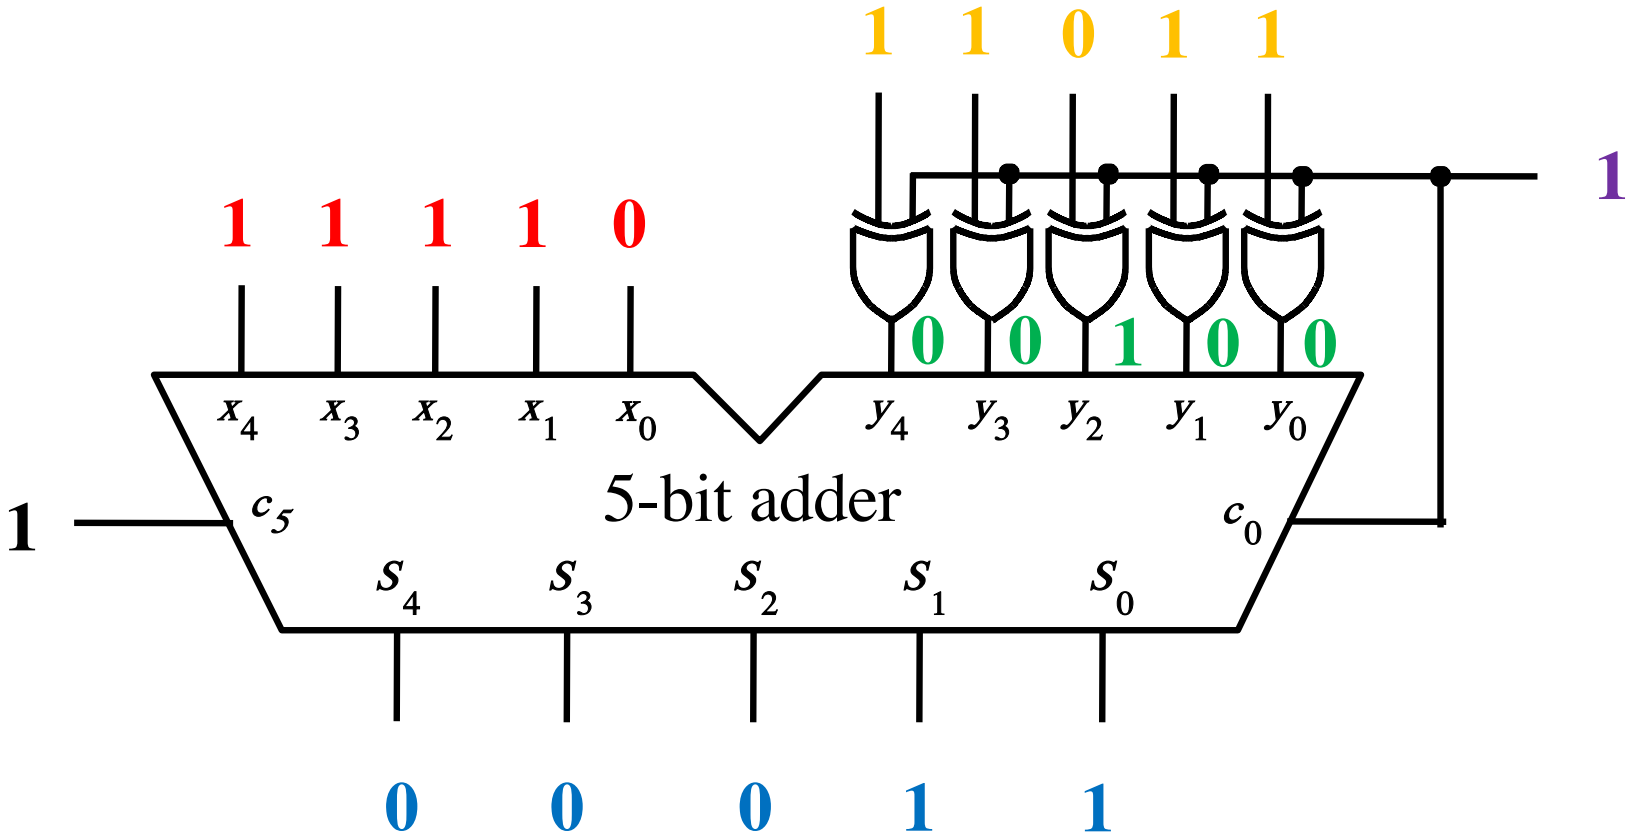 1 1 0 1 1
1
1 1 1 1 0
0 0 1 0 0
x4 x3 x2 x1 x0 y4 y3 y2 y1 y0
5-bit adder
1 c5 c0
s4 s3 s2 s1 s0
0 0 0 1 1